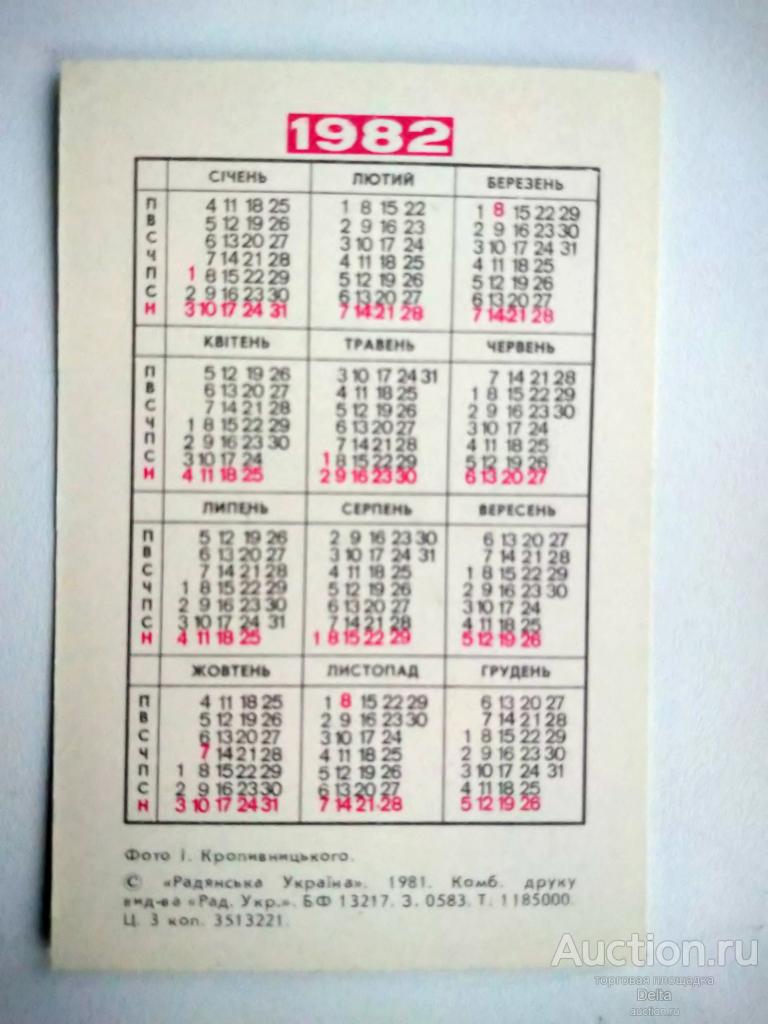 1982
СІЧЕНЬ ЛЮТИЙ БЕРЕЗЕНЬ
П 4 11 18 25 1 8 15 22 1 8 15 22 29
В 5 12 19 26 2 9 16 23 2 9 16 23 30
С 6 13 20 27 3 10 17 24 3 10 17 24 31
Ч 7 14 21 28 4 11 18 25 4 11 18 25
П 1 8 15 22 29 5 12 19 26 5 12 19 26
С 2 9 16 23 30 6 13 20 27 6 13 20 27
Н 3 10 17 24 31 7 14 21 28 7 14 21 28
КВІТЕНЬ ТРАВЕНЬ ЧЕРВЕНЬ
П 5 12 19 26 3 10 17 24 31 7 14 21 28
В 6 13 20 27 4 11 18 25 1 8 15 22 29
С 7 14 21 28 5 12 19 26 2 9 16 23 30
Ч 1 8 15 22 29 6 13 20 27 3 10 17 24
П 2 9 16 23 30 7 14 21 28 4 11 18 25
С 3 10 17 24 1 8 15 22 29 5 12 19 26
Н 4 11 18 25 2 9 16 23 30 6 13 20 27
ЛИПЕНЬ СЕРПЕНЬ ВЕРЕСЕНЬ
П 5 12 19 26 2 9 16 23 30 6 13 20 27
В 6 13 20 27 3 10 17 24 31 7 14 21 28
С 7 14 21 28 4 11 18 25 1 8 15 22 29
Ч 1 8 15 22 29 5 12 19 26 2 9 16 23 30
П 2 9 16 23 30 6 13 20 27 3 10 17 24
С 3 10 17 24 31 7 14 21 28 4 11 18 25
Н 4 11 18 25 1 8 15 22 29 5 12 19 26
ЖОВТЕНЬ ЛИСТОПАД ГРУДЕНЬ
П 4 11 18 25 1 8 15 22 29 6 13 20 27
В 5 12 19 26 2 9 16 23 30 7 14 21 28
С 6 13 20 27 3 10 17 24 1 8 15 22 29
Ч 7 14 21 28 4 11 18 25 2 9 16 23 30
П 1 8 15 22 29 5 12 19 26 3 10 17 24 31
С 2 9 16 23 30 6 13 20 27 4 11 18 25
Н 3 10 17 24 31 7 14 21 28 5 12 19 26
Фото І. Кропивницького.
© «Радянська Україна». 1981. Комб. друку
вид-ва «Рад. Укр.». БФ 13217. З. 0583. Т. 1185000.
Ц. 3 коп. 3513221.
Auction.ru
торговая площадка
Delta
auction.ru